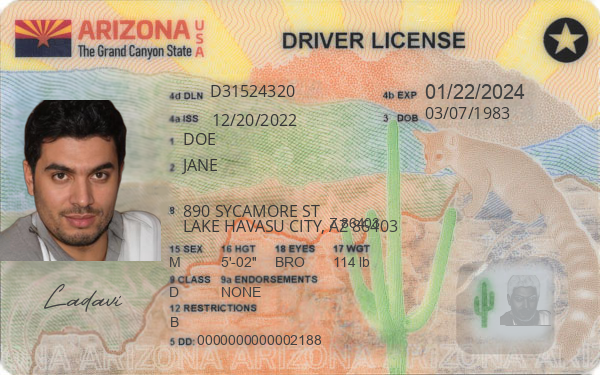 ARIZONA USA
The Grand Canyon State
DRIVER LICENSE
4d DLN D31524320
4b EXP 01/22/2024
4a ISS 12/20/2022
3 DOB 03/07/1983
1 DOE
2 JANE
8 890 SYCAMORE ST
LAKE HAVASU CITY, AZ 86403
15 SEX 16 HGT 18 EYES 17 WGT
M 5'-02" BRO 114 lb
9 CLASS 9a ENDORSEMENTS
D NONE
12 RESTRICTIONS
B
5 DD: 0000000000002188
Ladavi
ARIZONA ARIZONA ARIZONA ARIZONA